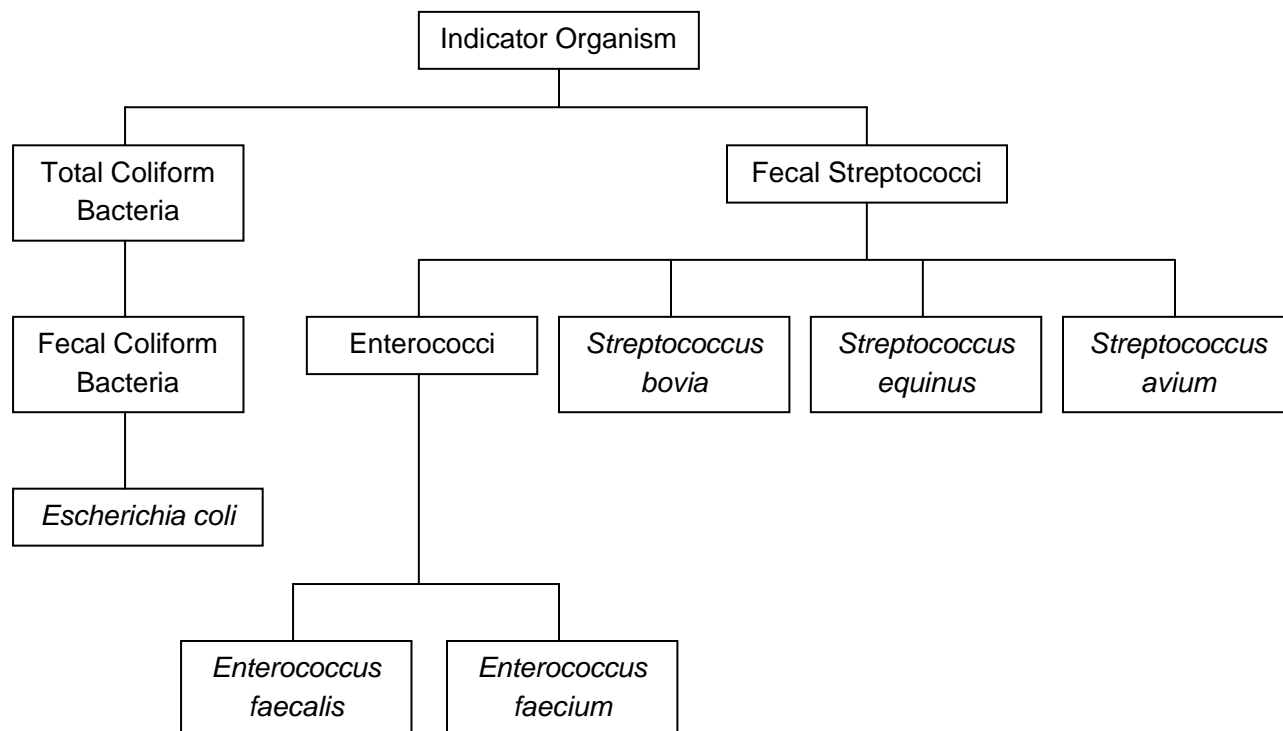 Indicator Organism
Total Coliform
Bacteria
Fecal Streptococci
Fecal Coliform
Bacteria
Enterococci
Streptococcus
bovia
Streptococcus
equinus
Streptococcus
avium
Escherichia coli
Enterococcus
faecalis
Enterococcus
faecium